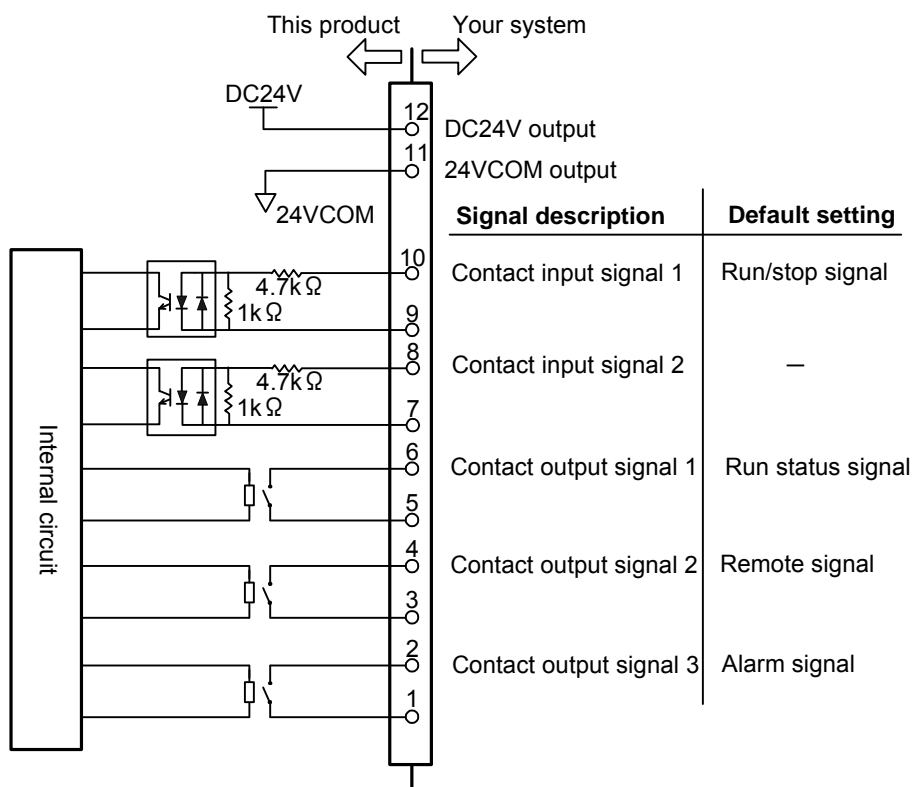 This product Your system
DC24V
12
DC24V output
11
24VCOM output
24VCOM
Signal description Default setting
10
Contact input signal 1 Run/stop signal
4.7kΩ
1kΩ
9
8
Contact input signal 2 –
4.7kΩ
1kΩ
7
6
Contact output signal 1 Run status signal
5
Internal circuit
4
Contact output signal 2 Remote signal
3
2
Contact output signal 3 Alarm signal
1